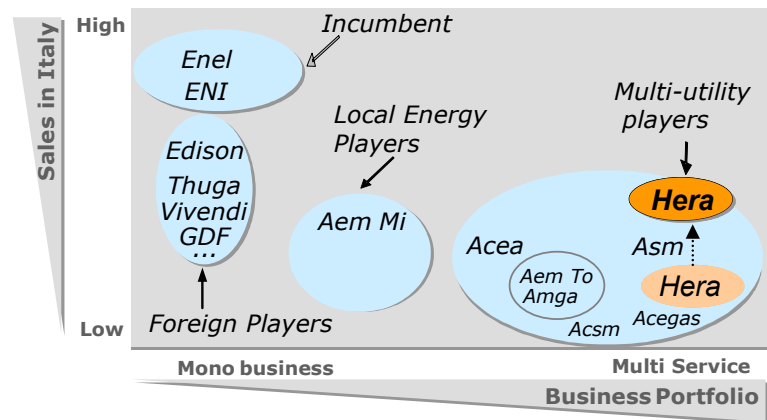 Sales in Italy
High
Incumbent
Enel
ENI
Multi-utility
players
Local Energy
Players
Edison
Thuga
Vivendi
GDF
...
Aem Mi
Hera
Acea
Asm
Aem To
Amga
Hera
Acegas
Acsm
Foreign Players
Low
Mono business
Multi Service
Business Portfolio